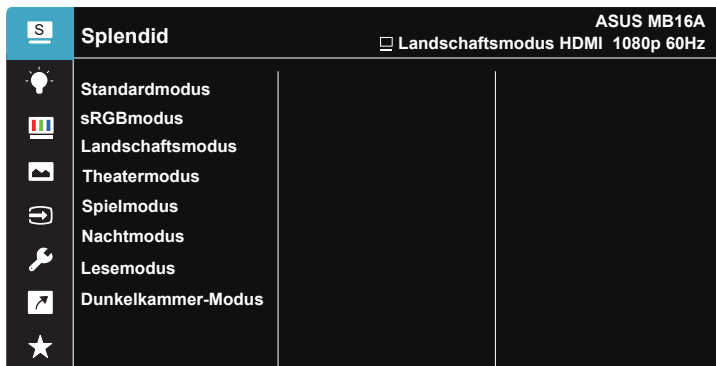 S
Splendid
ASUS MB16A
Landschaftsmodus HDMI 1080p 60Hz
Standardmodus
sRGBmodus
Landschaftsmodus
Theatermodus
Spielmodus
Nachtmodus
Lesemodus
Dunkelkammer-Modus